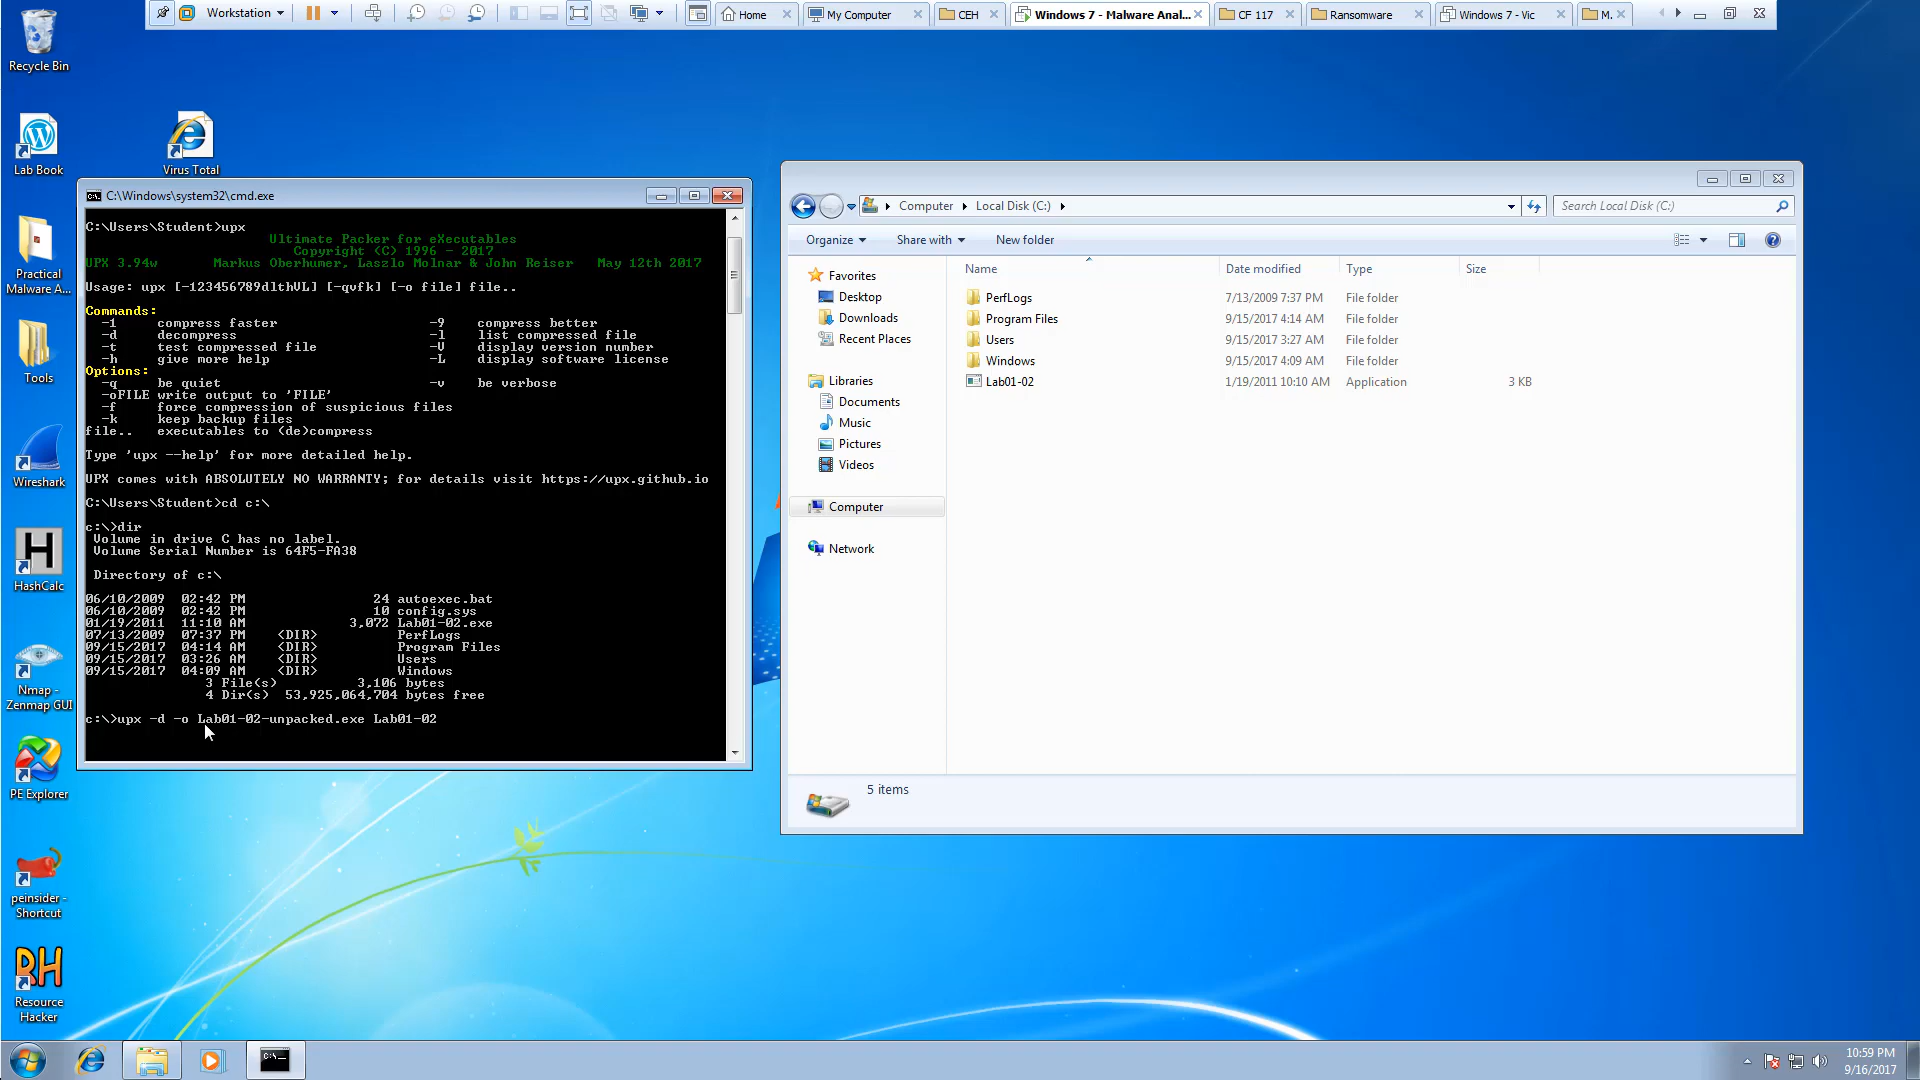 Workstation
Home
My Computer
CEH
Windows 7 - Malware Anal...
CF 117
Ransomware
Windows 7 - Vic
M.
Recycle Bin
Lab Book
Virus Total
Practical
Malware A...
Tools
Wireshark
HashCalc
Nmap -
Zenmap GUI
PE Explorer
peinsider -
Shortcut
Resource
Hacker
C:\Windows\system32\cmd.exe
C:\Users\Student>upx
Ultimate Packer for eXecutables
Copyright (C) 1996 - 2017
UPX 3.94w Markus Oberhumer, Laszlo Molnar & John Reiser May 12th 2017
Usage: upx [-123456789dlthVL] [-qvfk] [-o file] file..
Commands:
-1 compress faster -9 compress better
-d decompress -l list compressed file
-t test compressed file -V display version number
-h give more help -L display software license
Options:
-q be quiet -v be verbose
-oFILE write output to 'FILE'
-f force compression of suspicious files
-k keep backup files
file.. executables to (de)compress
Type 'upx --help' for more detailed help.
UPX comes with ABSOLUTELY NO WARRANTY; for details visit https://upx.github.io
C:\Users\Student>cd c:\
c:\>dir
Volume in drive C has no label.
Volume Serial Number is 64F5-FA38
Directory of c:\
06/10/2009 02:42 PM 24 autoexec.bat
06/10/2009 02:42 PM 10 config.sys
01/19/2011 11:10 AM 3,072 Lab01-02.exe
07/13/2009 07:37 PM <DIR> PerfLogs
09/15/2017 04:14 AM <DIR> Program Files
09/15/2017 03:26 AM <DIR> Users
09/15/2017 04:09 AM <DIR> Windows
3 File(s) 3,106 bytes
4 Dir(s) 53,925,064,704 bytes free
c:\>upx -d -o Lab01-02-unpacked.exe Lab01-02
Computer Local Disk (C:)
Search Local Disk (C:)
Organize Share with New folder
Name Date modified Type Size
Favorites
Desktop
Downloads
Recent Places
Libraries
Documents
Music
Pictures
Videos
Computer
Network
PerfLogs 7/13/2009 7:37 PM File folder
Program Files 9/15/2017 4:14 AM File folder
Users 9/15/2017 3:27 AM File folder
Windows 9/15/2017 4:09 AM File folder
Lab01-02 1/19/2011 10:10 AM Application 3 KB
5 items
10:59 PM
9/16/2017